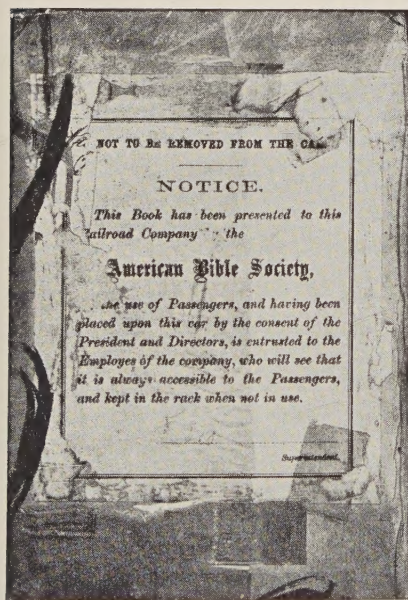 NOT TO BE REMOVED FROM THE
NOTICE.
This Book has been presented to this
Railroad Company by the
American Bible Society,
the use of Passengers, and having been
placed upon this car by the consent of the
President and Directors, is entrusted to the
Employes of the company, who will see that
it is always accessible to the Passengers,
and kept in the rack when not in use.
Superintendent.